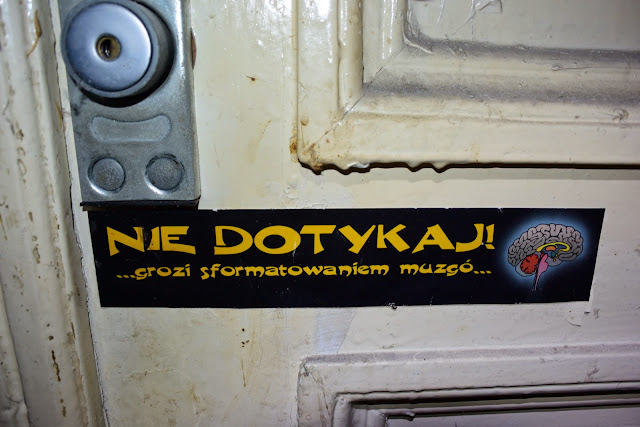 NIE DOTYKAJ!
...grozi sformatowaniem muzgó...